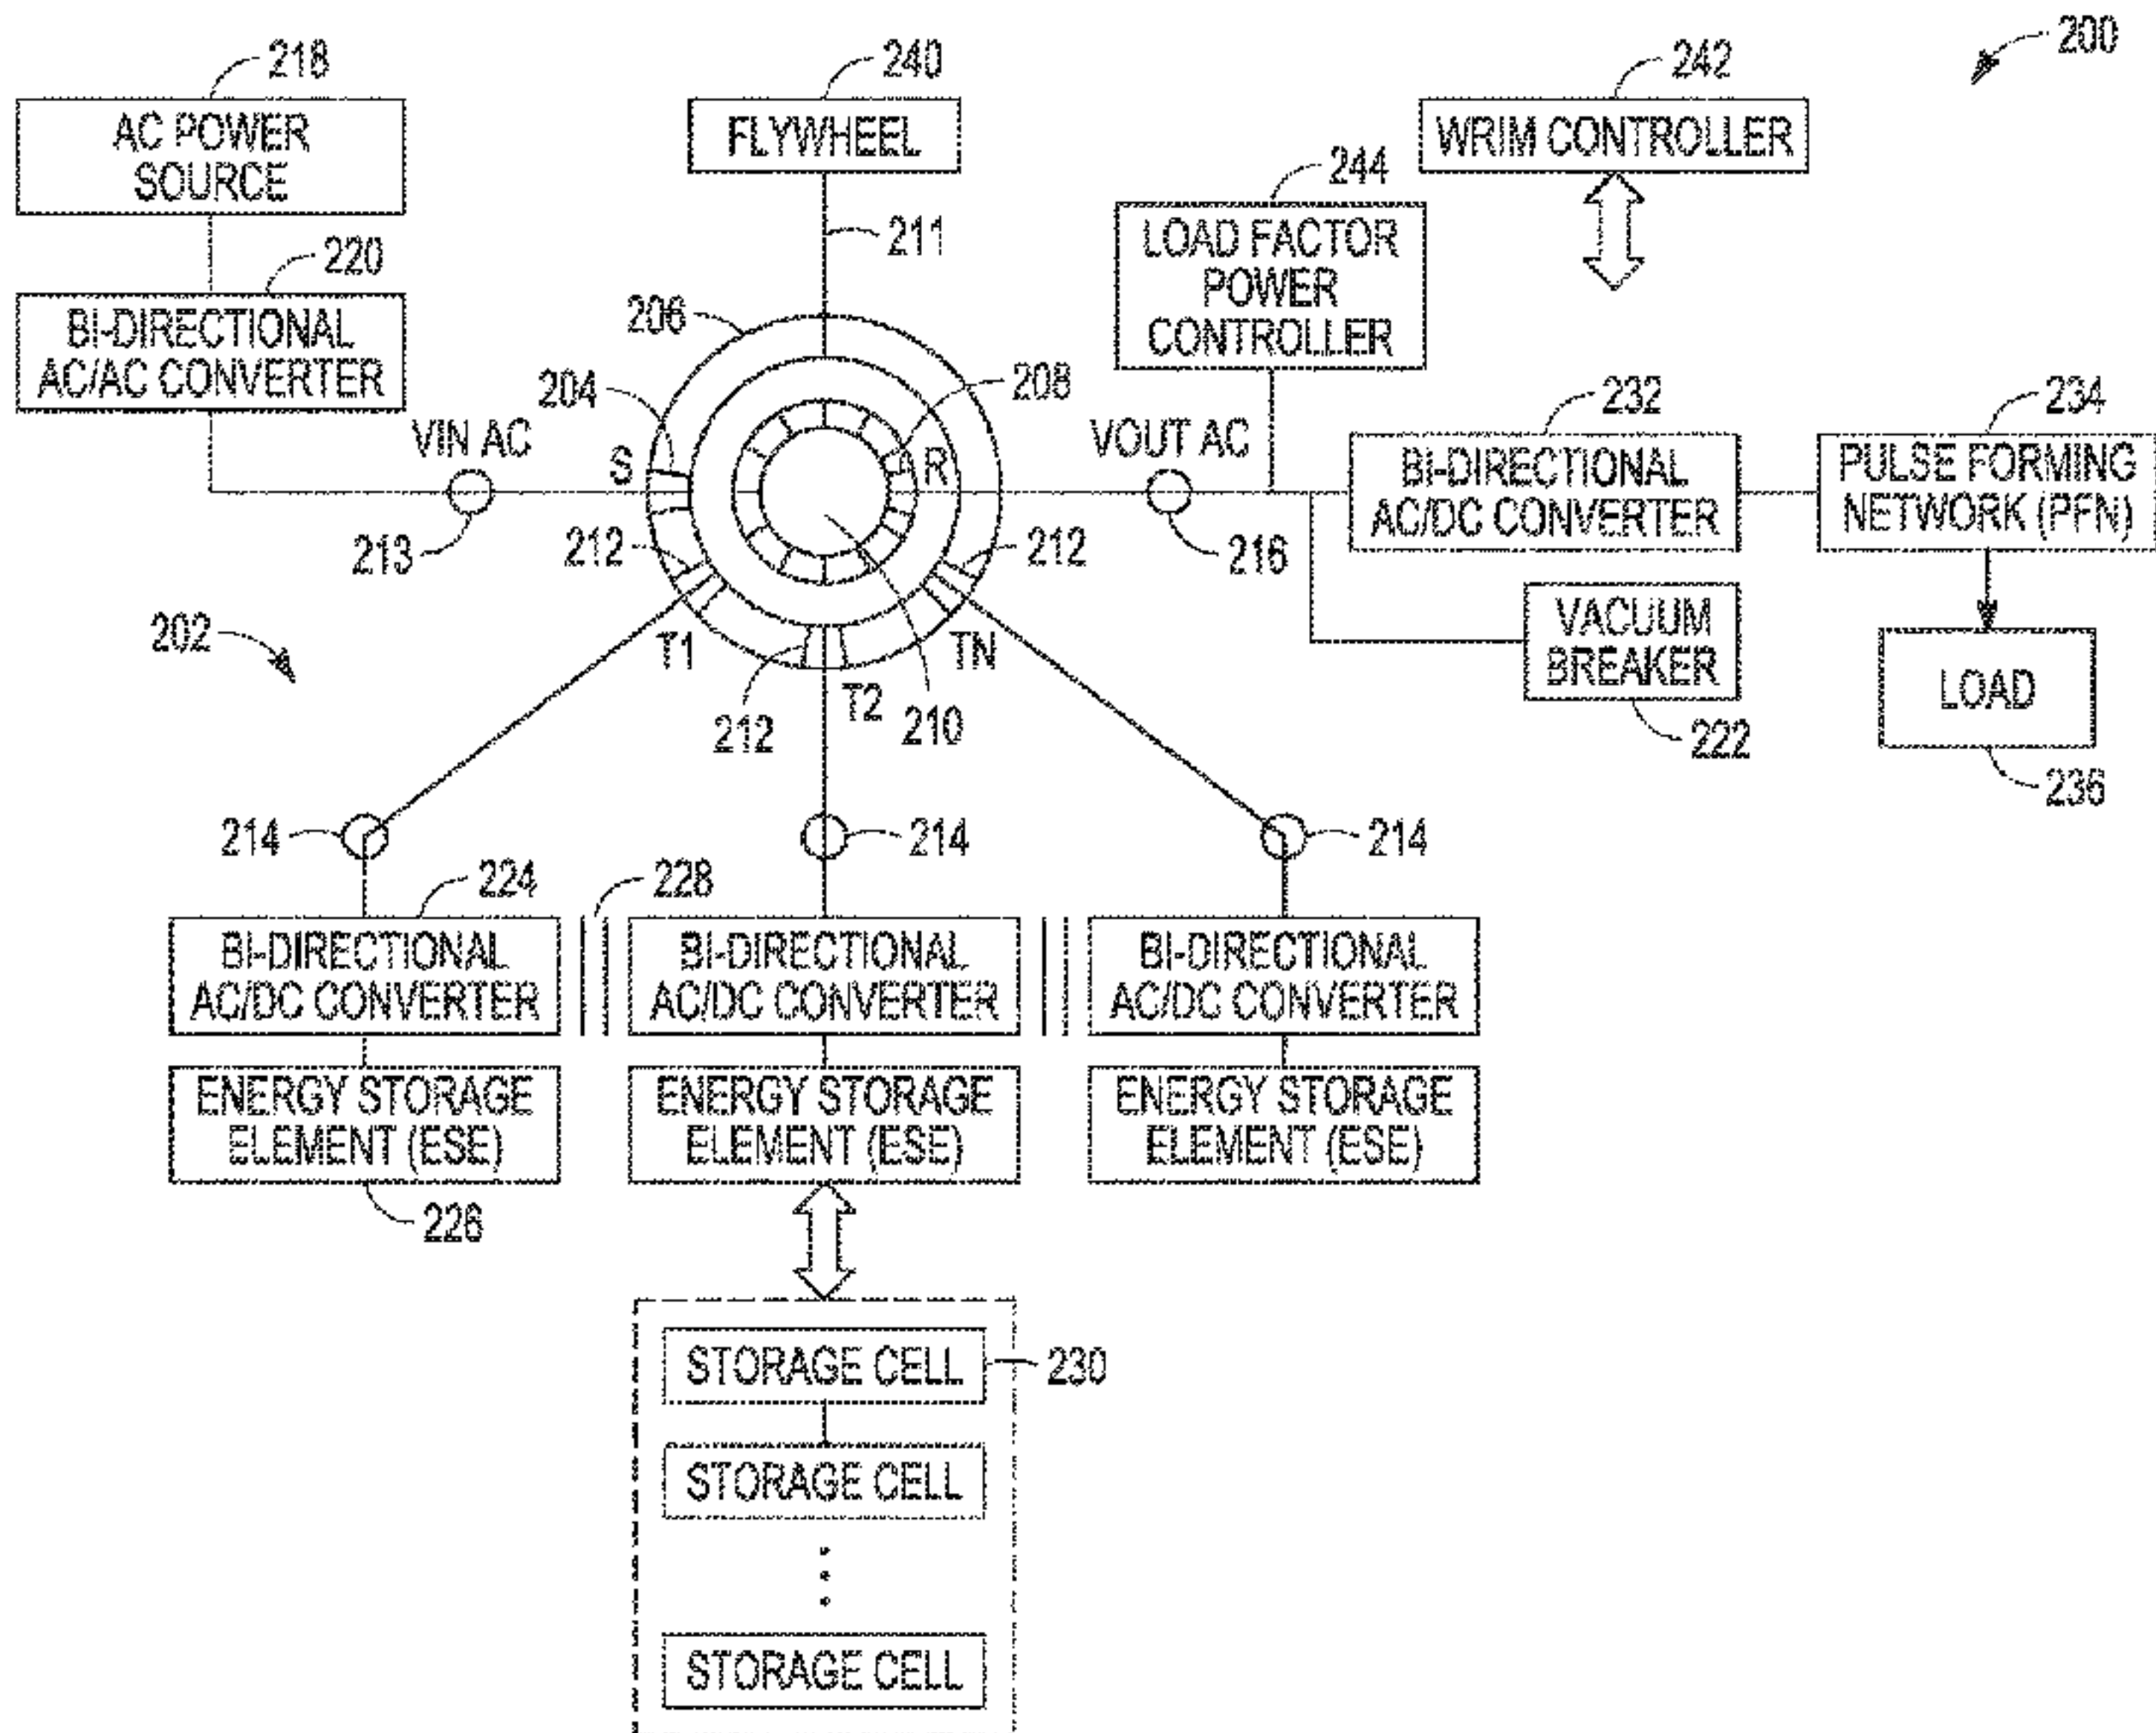 200
218
240
242
AC POWER
SOURCE
FLYWHEEL
WRIM CONTROLLER
244
211
LOAD FACTOR
POWER
CONTROLLER
220
BI-DIRECTIONAL
AC/AC CONVERTER
206
204
208
232
234
VIN AC
S
R
VOUT AC
BI-DIRECTIONAL
AC/DC CONVERTER
PULSE FORMING
NETWORK (PFN)
213
212
212
216
202
T1
TN
VACUUM
BREAKER
LOAD
212
T2
210
222
236
214
214
214
224
228
BI-DIRECTIONAL
AC/DC CONVERTER
BI-DIRECTIONAL
AC/DC CONVERTER
BI-DIRECTIONAL
AC/DC CONVERTER
ENERGY STORAGE
ELEMENT (ESE)
ENERGY STORAGE
ELEMENT (ESE)
ENERGY STORAGE
ELEMENT (ESE)
226
STORAGE CELL
230
STORAGE CELL
STORAGE CELL